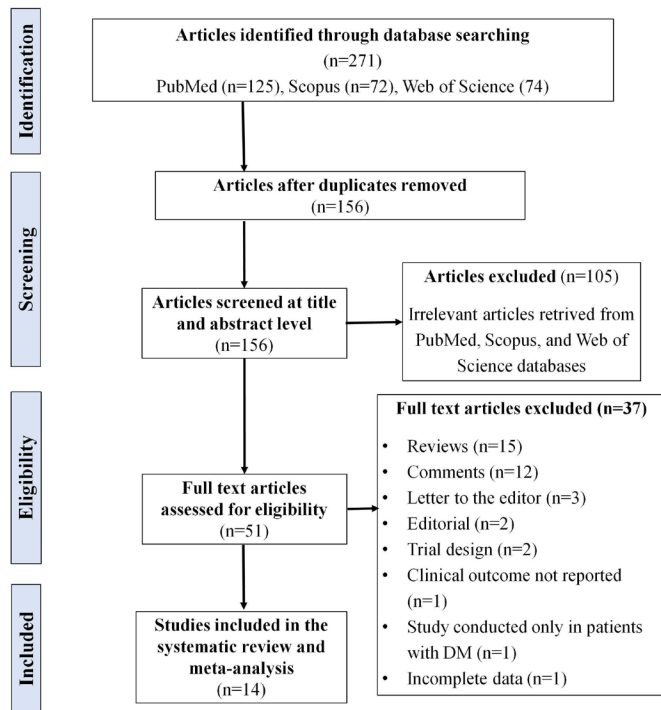 Identification
Articles identified through database searching
(n=271)
PubMed (n=125), Scopus (n=72), Web of Science (74)
Screening
Articles after duplicates removed
(n=156)
Articles screened at title
and abstract level
(n=156)
Articles excluded (n=105)
Irrelevant articles retrived from
PubMed, Scopus, and Web of
Science databases
Eligibility
Full text articles
assessed for eligibility
(n=51)
Full text articles excluded (n=37)
• Reviews (n=15)
• Comments (n=12)
• Letter to the editor (n=3)
• Editorial (n=2)
• Trial design (n=2)
• Clinical outcome not reported
(n=1)
• Study conducted only in patients
with DM (n=1)
• Incomplete data (n=1)
Included
Studies included in the
systematic review and
meta-analysis
(n=14)